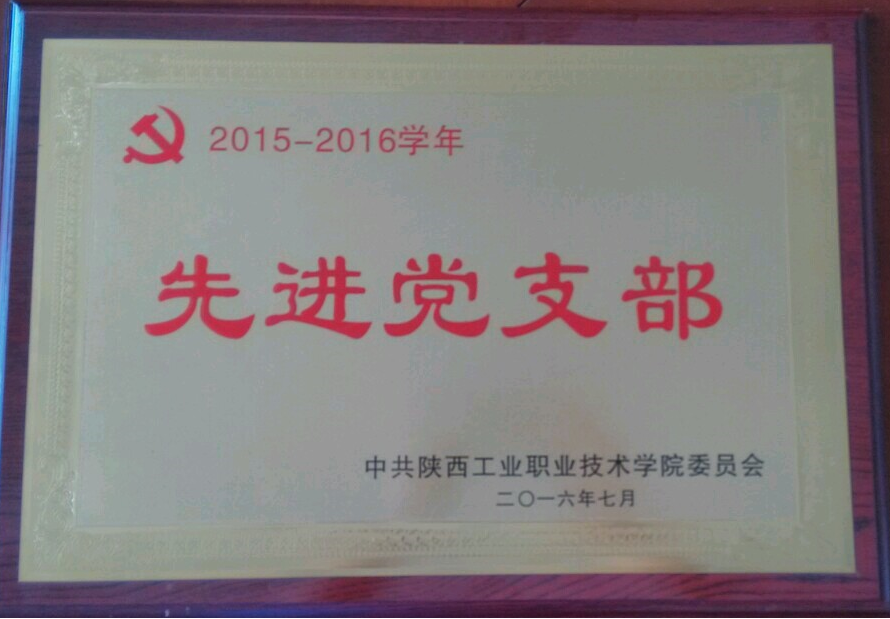 2015-2016学年
先进党支部
中共陕西工业职业技术学院委员会
二〇一六年七月